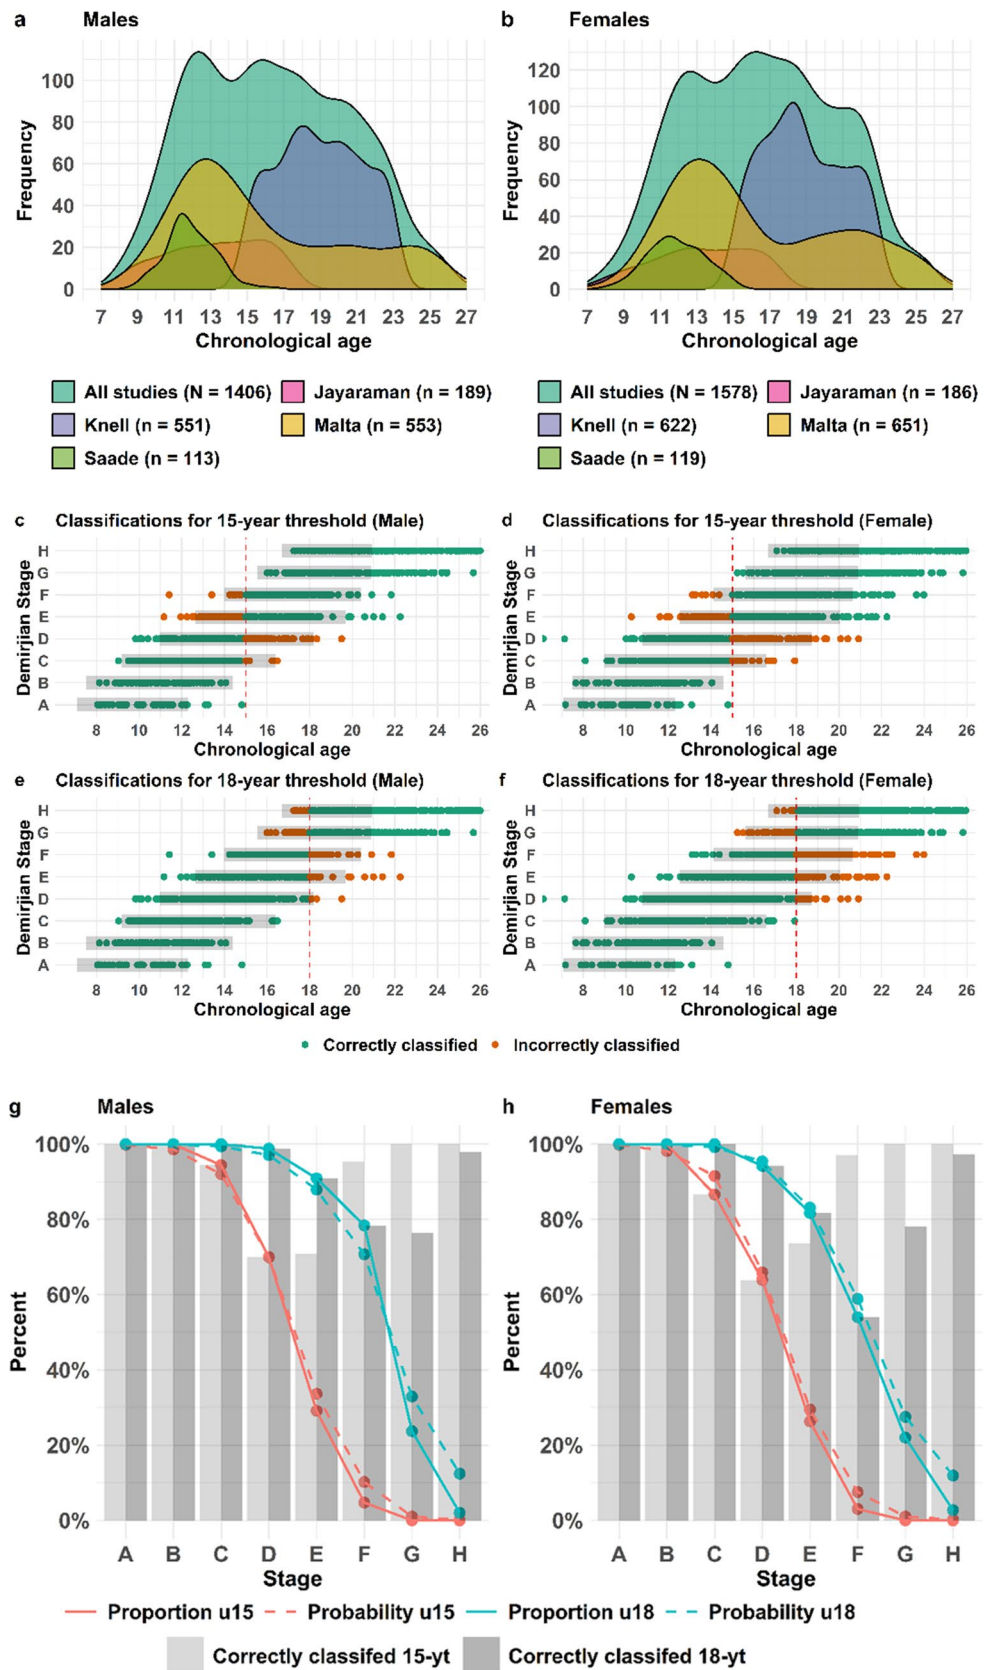 a Males
b Females
Frequency
100
80
60
40
20
0
7 9 11 13 15 17 19 21 23 25 27
Chronological age
Frequency
120
100
80
60
40
20
0
7 9 11 13 15 17 19 21 23 25 27
Chronological age
All studies (N = 1406) Jayaraman (n = 189)
Knell (n = 551) Malta (n = 553)
Saade (n = 113)
All studies (N = 1578) Jayaraman (n = 186)
Knell (n = 622) Malta (n = 651)
Saade (n = 119)
c Classifications for 15-year threshold (Male)
Demirjian Stage
H
G
F
E
D
C
B
A
8 10 12 14 16 18 20 22 24 26
Chronological age
d Classifications for 15-year threshold (Female)
Demirjian Stage
H
G
F
E
D
C
B
A
8 10 12 14 16 18 20 22 24 26
Chronological age
e Classifications for 18-year threshold (Male)
Demirjian Stage
H
G
F
E
D
C
B
A
8 10 12 14 16 18 20 22 24 26
Chronological age
f Classifications for 18-year threshold (Female)
Demirjian Stage
H
G
F
E
D
C
B
A
8 10 12 14 16 18 20 22 24 26
Chronological age
Correctly classified Incorrectly classified
g Males
Percent
100%
80%
60%
40%
20%
0%
A B C D E F G H
Stage
h Females
Percent
100%
80%
60%
40%
20%
0%
A B C D E F G H
Stage
Proportion u15 Probability u15 Proportion u18 Probability u18
Correctly classifed 15-yt Correctly classifed 18-yt